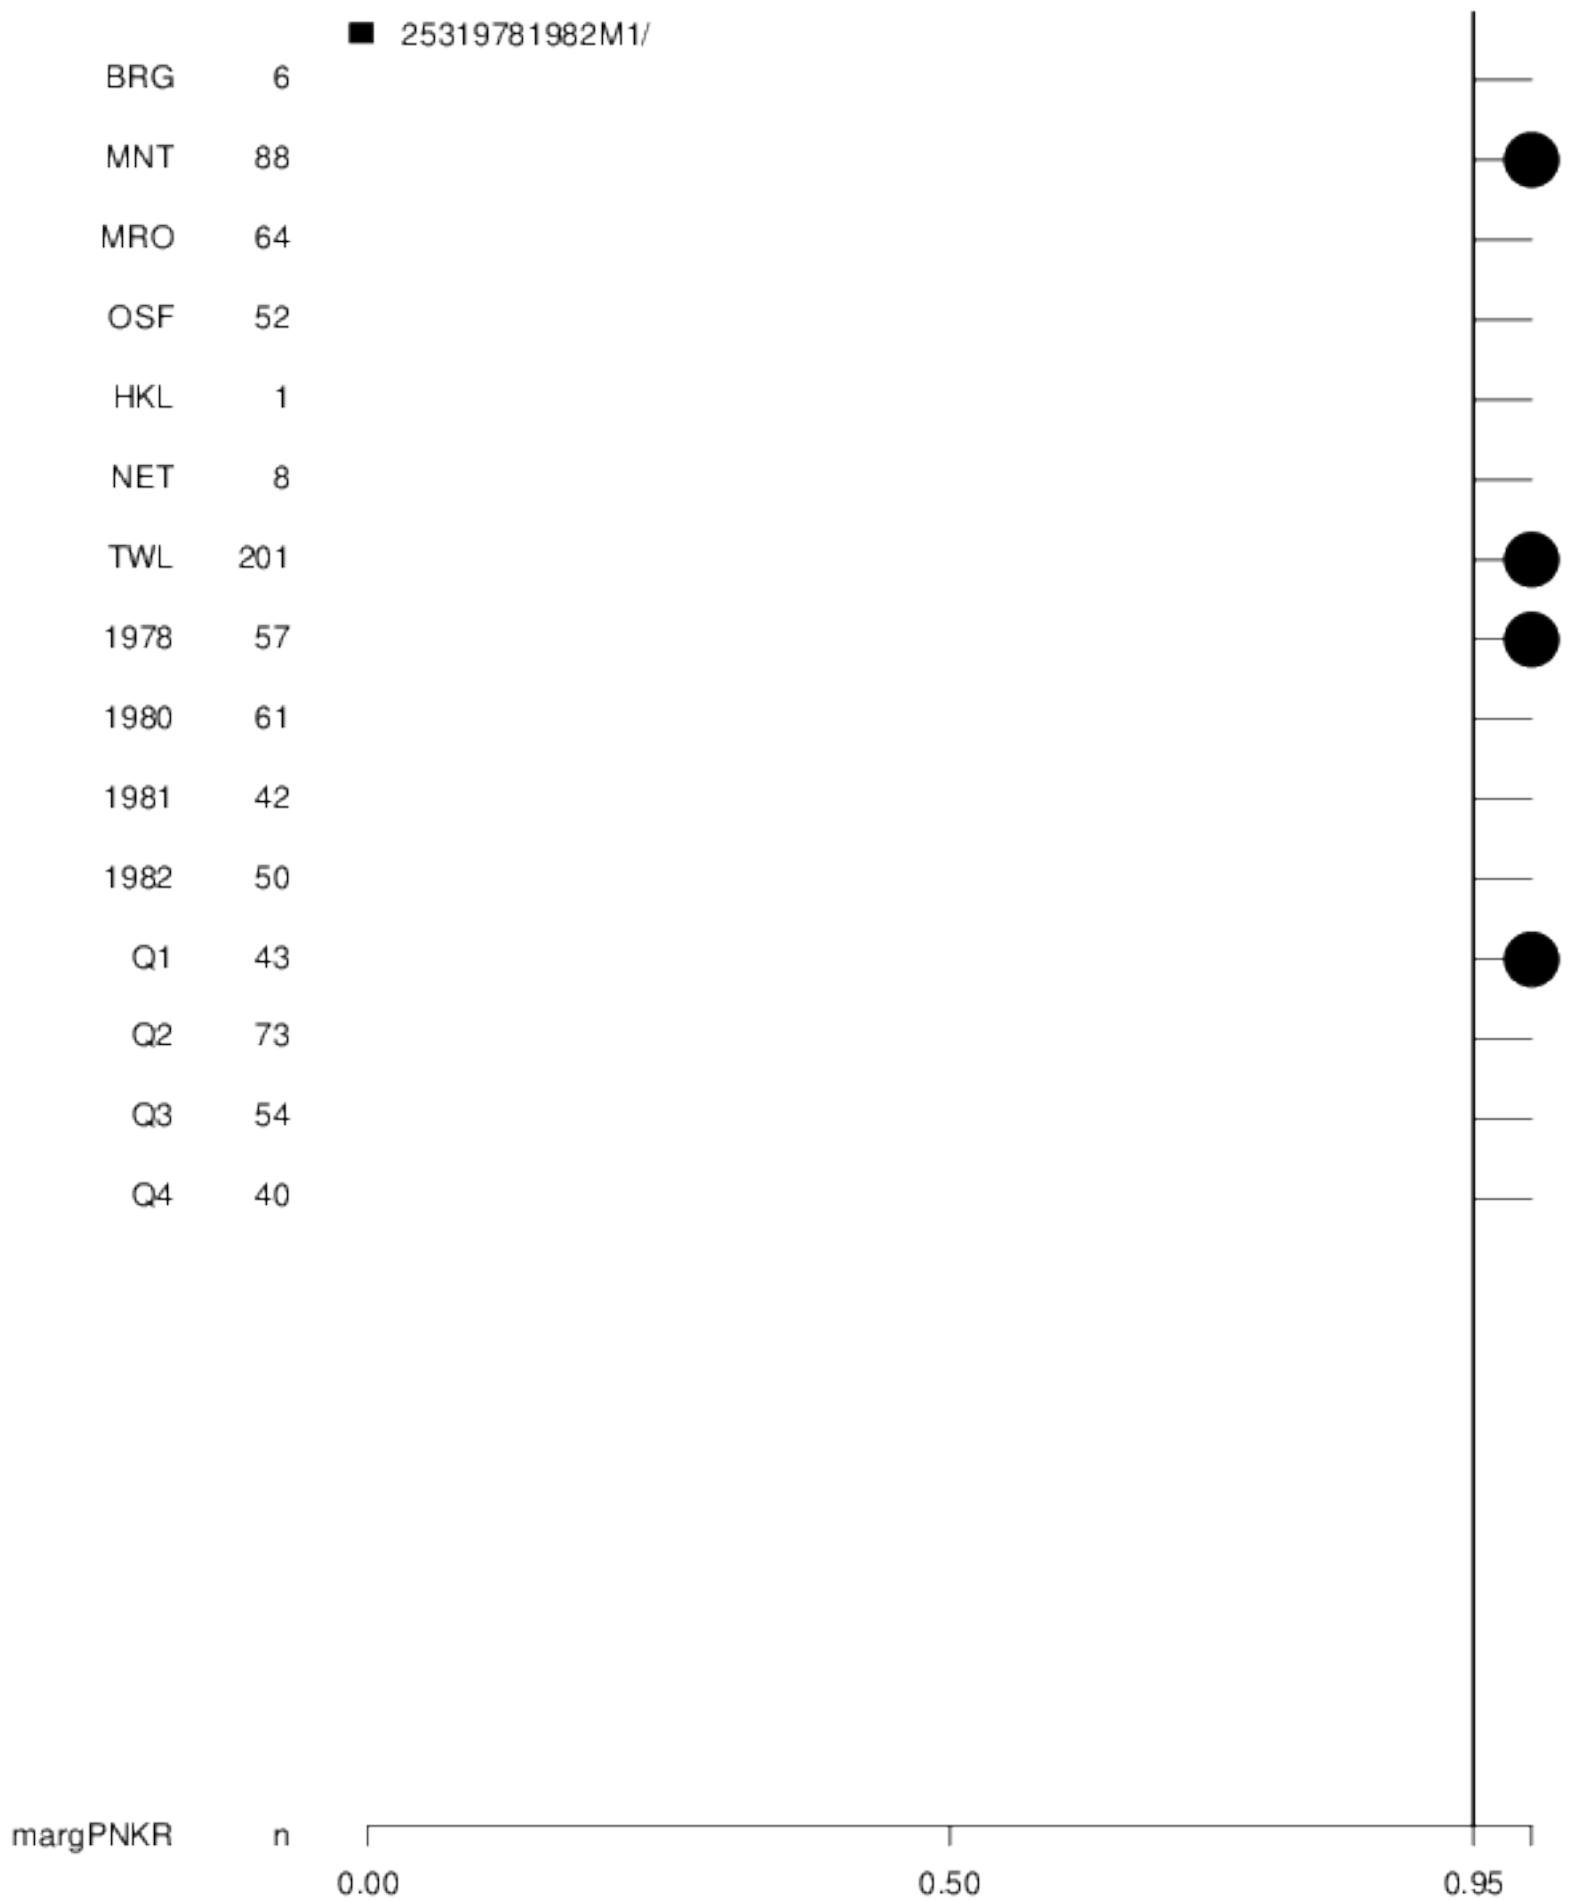 25319781982M1/
BRG 6
MNT 88
MRO 64
OSF 52
HKL 1
NET 8
TWL 201
1978 57
1980 61
1981 42
1982 50
Q1 43
Q2 73
Q3 54
Q4 40
margPNKR n
0.00 0.50 0.95